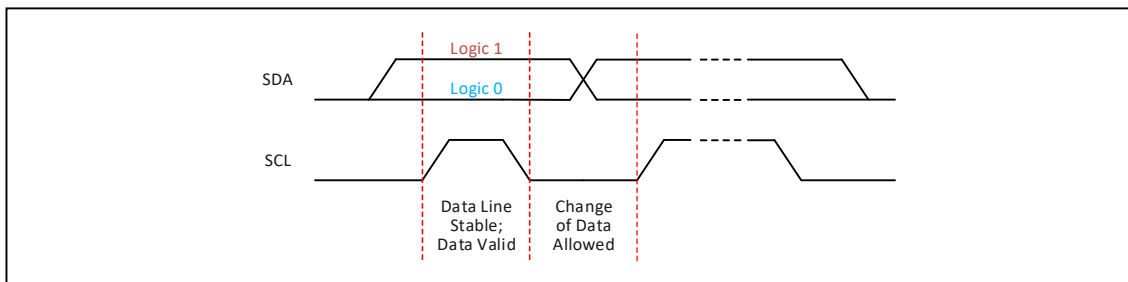 Logic 1
SDA
Logic 0
SCL
Data Line
Stable;
Data Valid
Change
of Data
Allowed